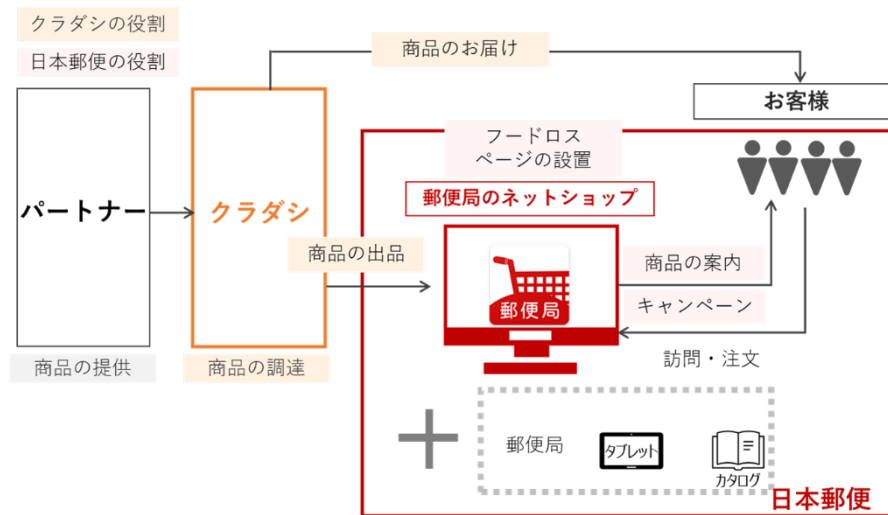 クラダシの役割
日本郵便の役割
商品のお届け
お客様
フードロス
ページの設置
郵便局のネットショップ
パートナー
クラダシ
商品の出品
郵便局
商品の案内
キャンペーン
訪問・注文
商品の提供
商品の調達
郵便局
タブレット
カタログ
日本郵便